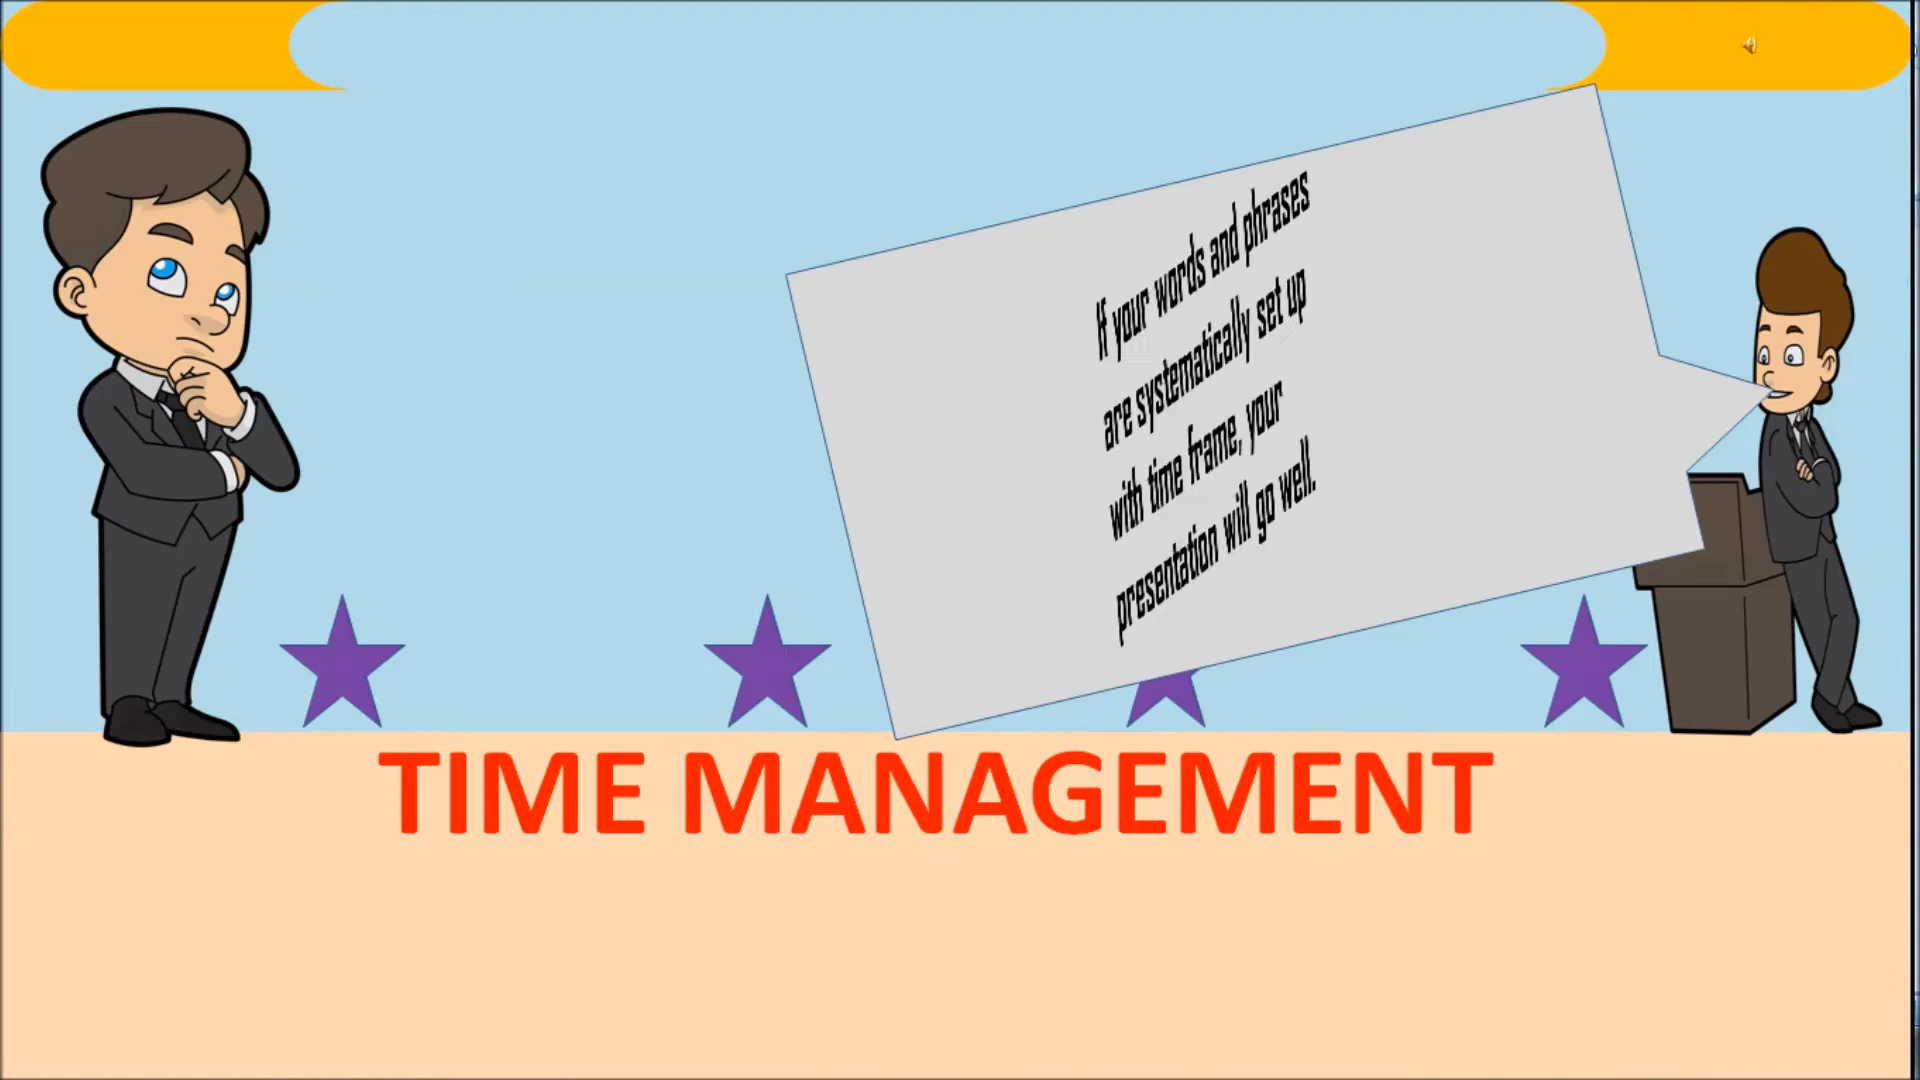 If your words and phrases
are systematically set up
with time frame, your
presentation will go well.
TIME MANAGEMENT